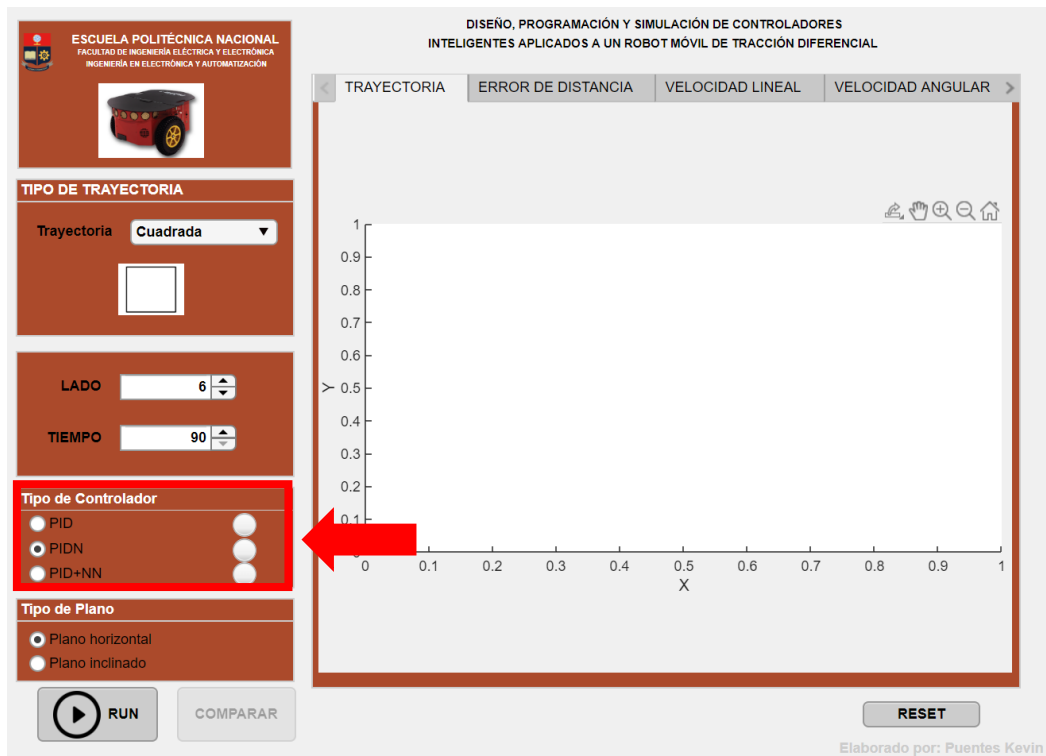 ESCUELA POLITÉCNICA NACIONAL
FACULTAD DE INGENIERÍA ELÉCTRICA Y ELECTRÓNICA
INGENIERÍA EN ELECTRÓNICA Y AUTOMATIZACIÓN
DISEÑO, PROGRAMACIÓN Y SIMULACIÓN DE CONTROLADORES
INTELIGENTES APLICADOS A UN ROBOT MÓVIL DE TRACCIÓN DIFERENCIAL
TIPO DE TRAYECTORIA
Trayectoria Cuadrada
LADO 6
TIEMPO 90
Tipo de Controlador
PID
PIDN
PID+NN
Tipo de Plano
Plano horizontal
Plano inclinado
RUN
COMPARAR
TRAYECTORIA ERROR DE DISTANCIA VELOCIDAD LINEAL VELOCIDAD ANGULAR
1
0.9
0.8
0.7
0.6
0.5
0.4
0.3
0.2
0.1
Y
0 0.1 0.2 0.3 0.4 0.5 0.6 0.7 0.8 0.9 1
X
RESET
Elaborado por: Puentes Kevin